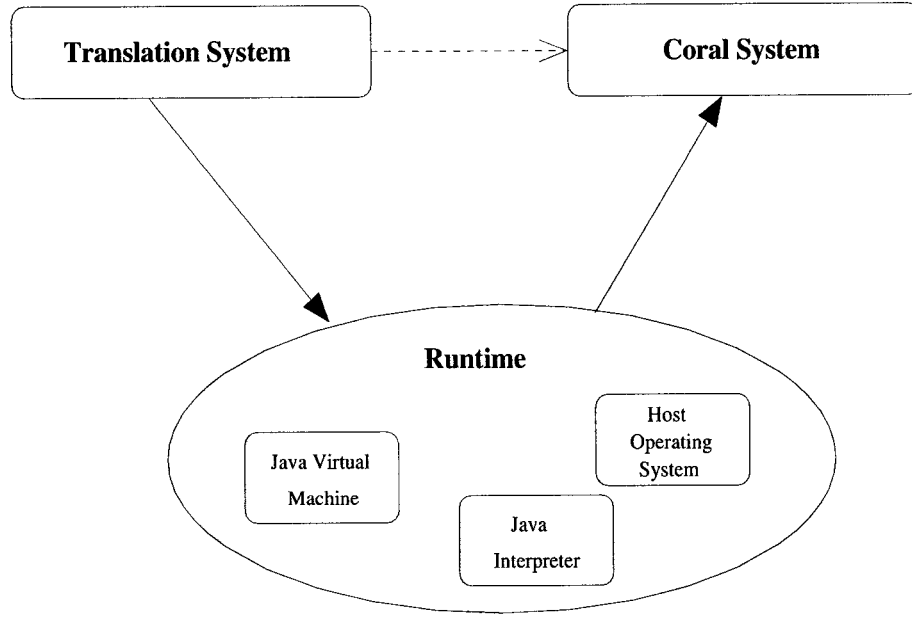 Translation System
Coral System
Runtime
Host
Operating
System
Java Virtual
Machine
Java
Interpreter